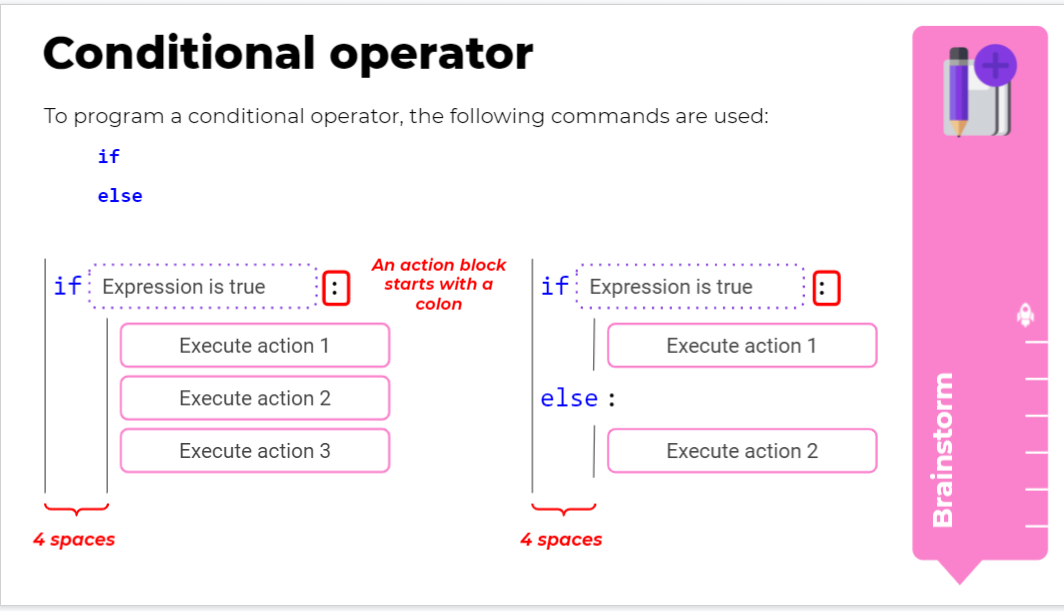 Conditional operator
To program a conditional operator, the following commands are used:
if
else
if Expression is true :
An action block
starts with a
colon
Execute action 1
Execute action 2
Execute action 3
4 spaces
if Expression is true :
Execute action 1
else :
Execute action 2
4 spaces
Brainstorm